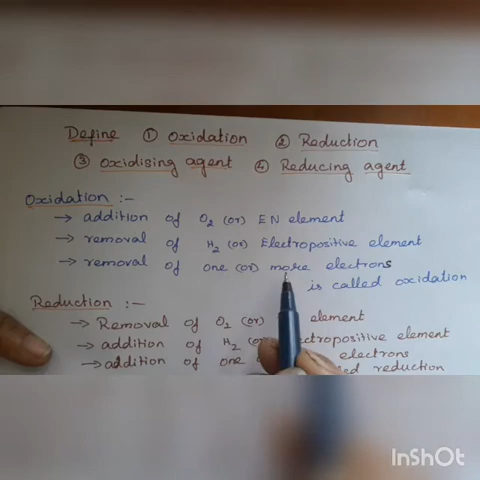 Define ① Oxidation ② Reduction
③ Oxidising agent ④ Reducing agent
Oxidation :-
→ addition of O₂ (or) EN element
→ removal of H₂ (or) Electropositive element
→ removal of one (or) more electrons
is called oxidation
Reduction :-
→ Removal of O₂ (or) element
→ addition of H₂ (or) electropositive element
→ addition of one electrons
reduction
InShOt